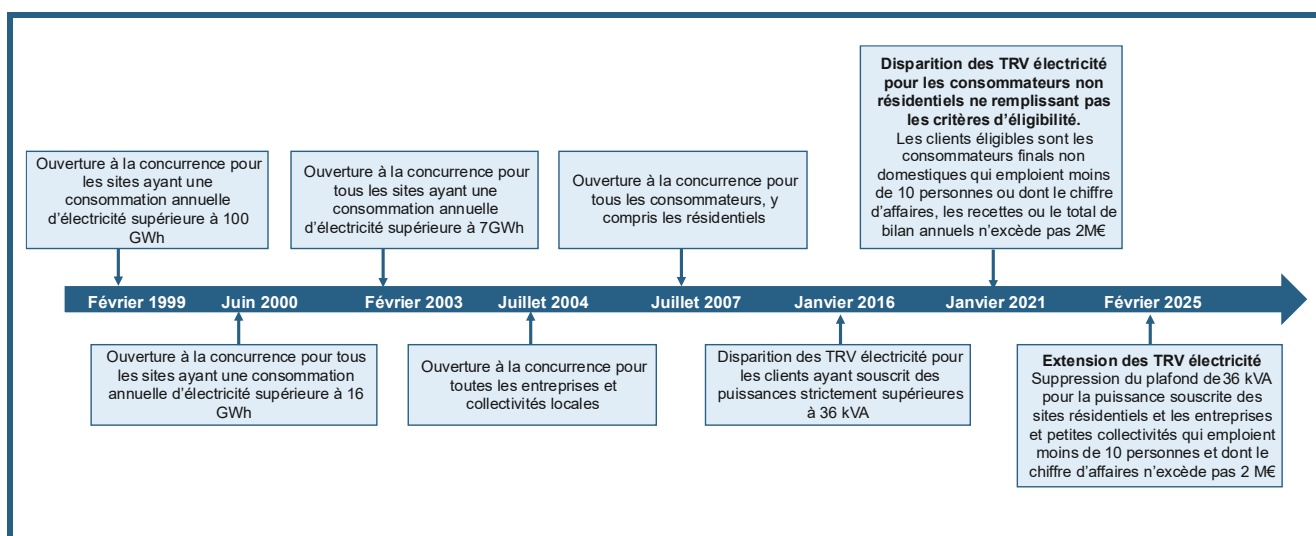 Disparition des TRV électricité
pour les consommateurs non
résidentiels ne remplissant pas
les critères d'éligibilité.
Les clients éligibles sont les
consommateurs finals non
domestiques qui emploient moins
de 10 personnes ou dont le chiffre
d'affaires, les recettes ou le total de
bilan annuels n'excède pas 2M€
Ouverture à la concurrence pour
les sites ayant une
consommation annuelle
d'électricité supérieure à 100
GWh
Ouverture à la concurrence pour
tous les sites ayant une
consommation annuelle
d'électricité supérieure à 7GWh
Ouverture à la concurrence pour
tous les consommateurs, y
compris les résidentiels
Février 1999 Juin 2000 Février 2003 Juillet 2004 Juillet 2007 Janvier 2016 Janvier 2021 Février 2025
Ouverture à la concurrence pour tous
les sites ayant une consommation
annuelle d'électricité supérieure à 16
GWh
Ouverture à la concurrence pour
toutes les entreprises et
collectivités locales
Disparition des TRV électricité pour
les clients ayant souscrit des
puissances strictement supérieures
à 36 kVA
Extension des TRV électricité
Suppression du plafond de 36 kVA
pour la puissance souscrite des
sites résidentiels et les entreprises
et petites collectivités qui emploient
moins de 10 personnes et dont le
chiffre d'affaires n'excède pas 2 M€